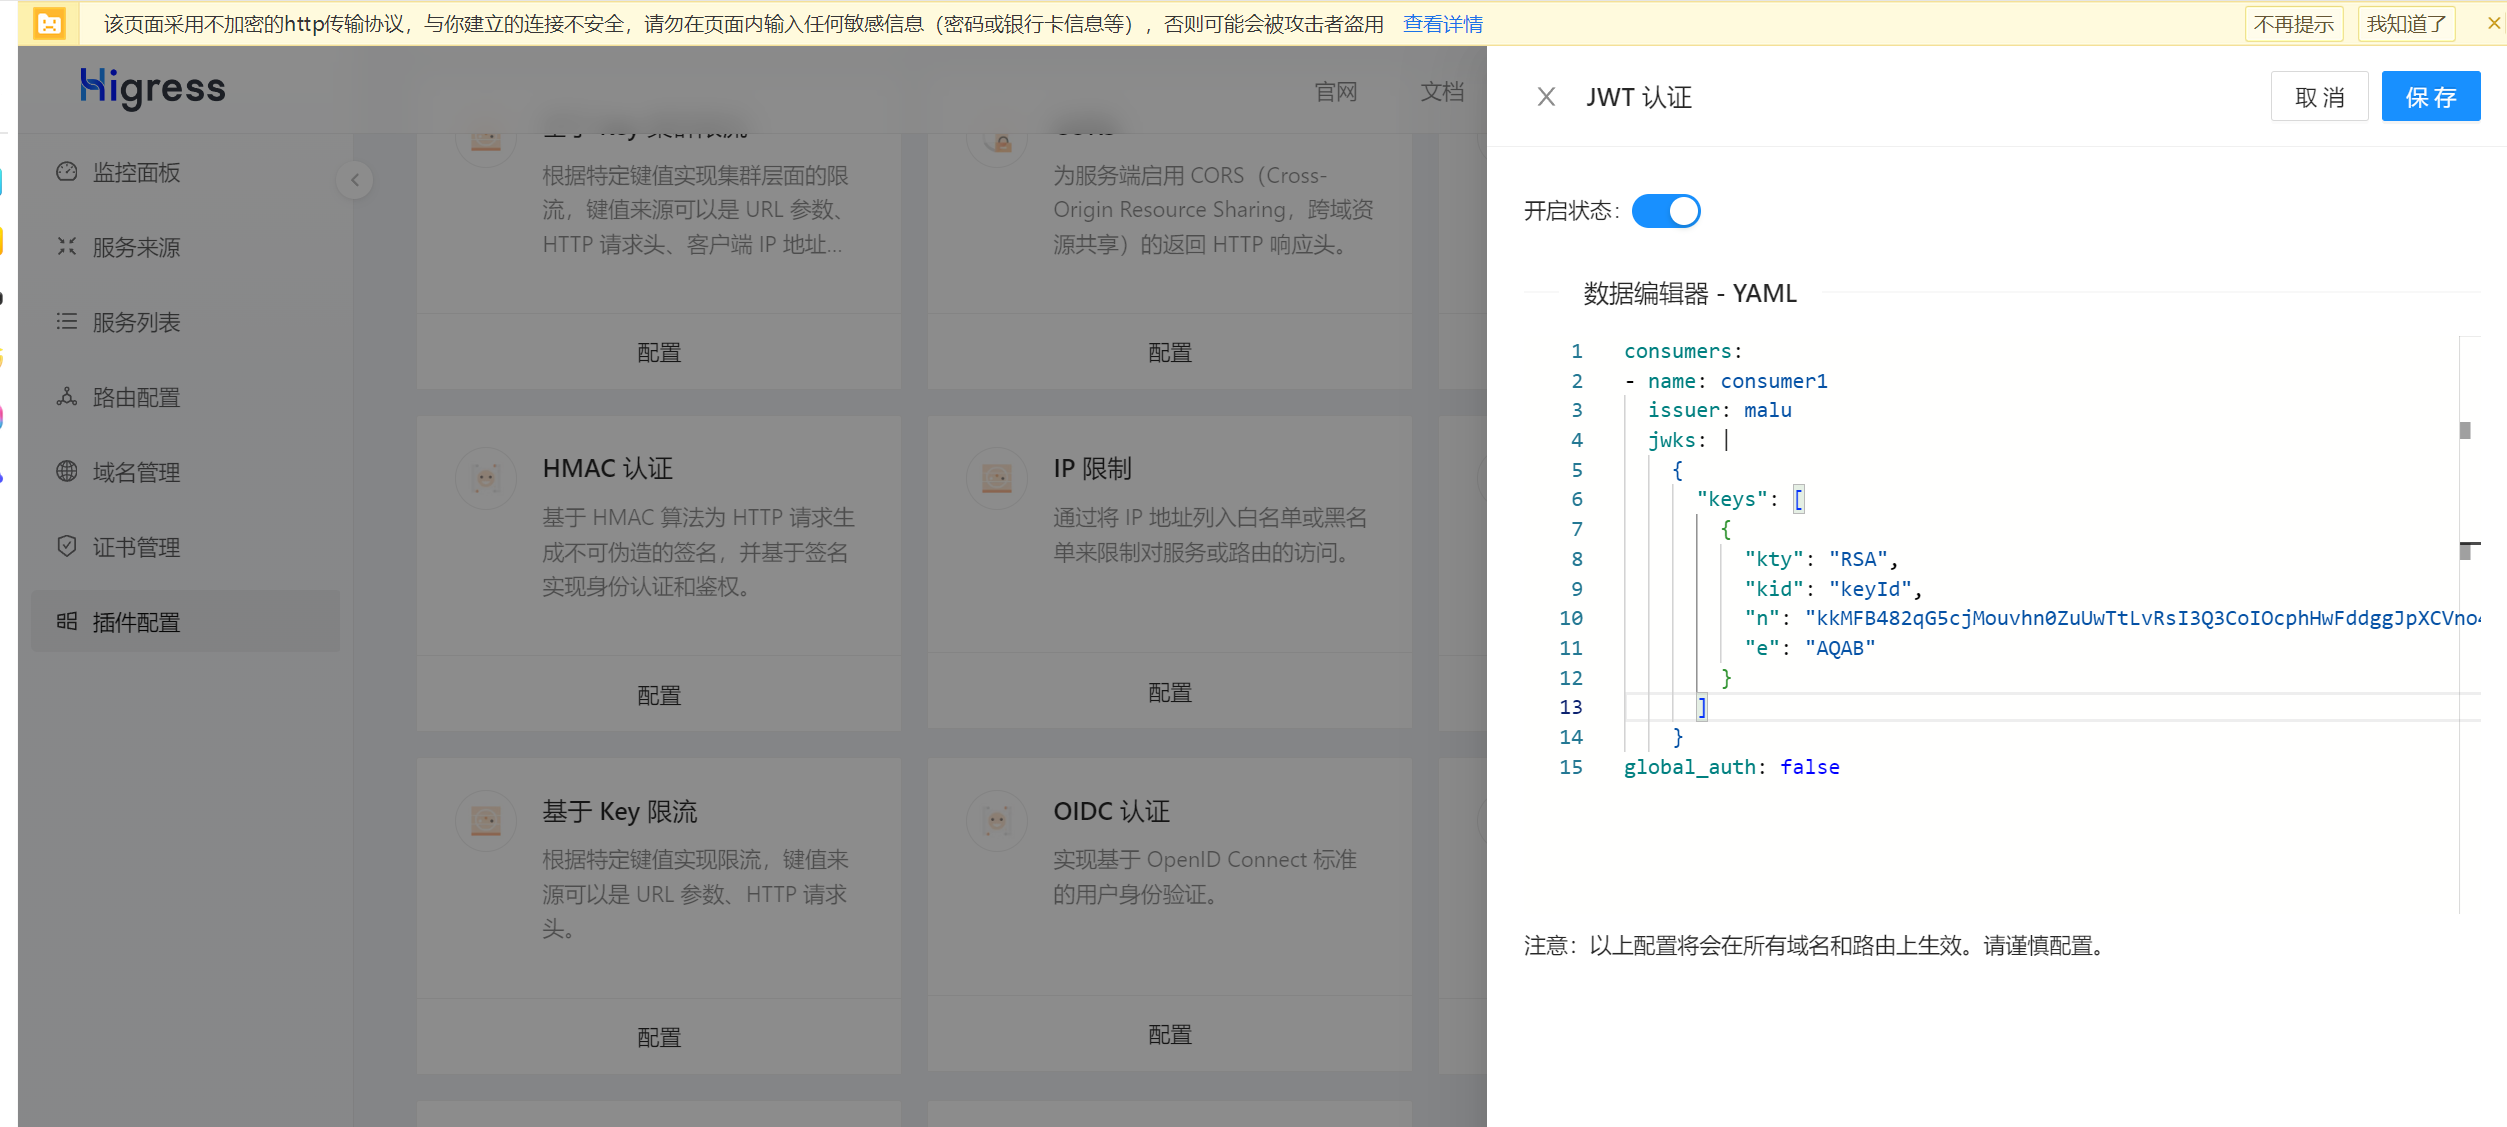 该页面采用不加密的http传输协议，与你建立的连接不安全，请勿在页面内输入任何敏感信息（密码或银行卡信息等），否则可能会被攻击者盗用 查看详情
不再提示
我知道了
Higress
官网
文档
监控面板
服务来源
服务列表
路由配置
域名管理
证书管理
插件配置
基于 Key 集群限流
根据特定键值实现集群层面的限
流，键值来源可以是 URL 参数、
HTTP 请求头、客户端 IP 地址...
配置
CORS
为服务端启用 CORS（Cross-
Origin Resource Sharing，跨域资
源共享）的返回 HTTP 响应头。
配置
HMAC 认证
基于 HMAC 算法为 HTTP 请求生
成不可伪造的签名，并基于签名
实现身份认证和鉴权。
配置
IP 限制
通过将 IP 地址列入白名单或黑名
单来限制对服务或路由的访问。
配置
基于 Key 限流
根据特定键值实现限流，键值来
源可以是 URL 参数、HTTP 请求
头。
配置
OIDC 认证
实现基于 OpenID Connect 标准
的用户身份验证。
配置
JWT 认证
取 消
保 存
开启状态：
数据编辑器 - YAML
1 consumers:
2 - name: consumer1
3 issuer: malu
4 jwks: |
5 {
6 "keys": [
7 {
8 "kty": "RSA",
9 "kid": "keyId",
10 "n": "kkMFB482qG5cjMouvhn0ZuUwTtLvRsI3Q3CoIOcphHwFddggJpXCVno4
11 "e": "AQAB"
12 }
13 ]
14 }
15 global_auth: false
注意：以上配置将会在所有域名和路由上生效。请谨慎配置。